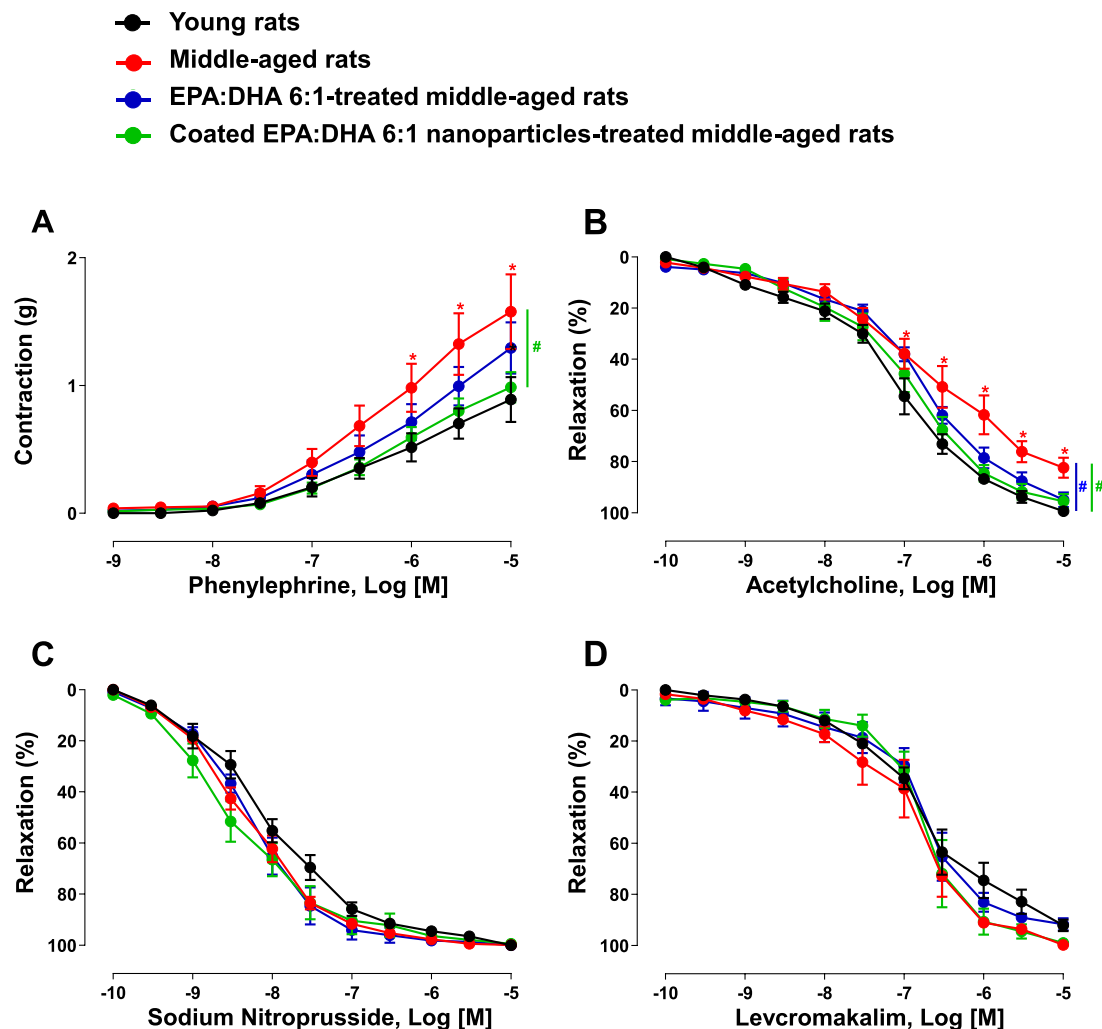 Young rats
Middle-aged rats
EPA:DHA 6:1-treated middle-aged rats
Coated EPA:DHA 6:1 nanoparticles-treated middle-aged rats
A
2
1
0
Contraction (g)
* * *
#
-9 -8 -7 -6 -5
Phenylephrine, Log [M]
B
0
20
40
60
80
100
Relaxation (%)
* * * * *
# #
-10 -9 -8 -7 -6 -5
Acetylcholine, Log [M]
C
0
20
40
60
80
100
Relaxation (%)
-10 -9 -8 -7 -6 -5
Sodium Nitroprusside, Log [M]
D
0
20
40
60
80
100
Relaxation (%)
-10 -9 -8 -7 -6 -5
Levcromakalim, Log [M]